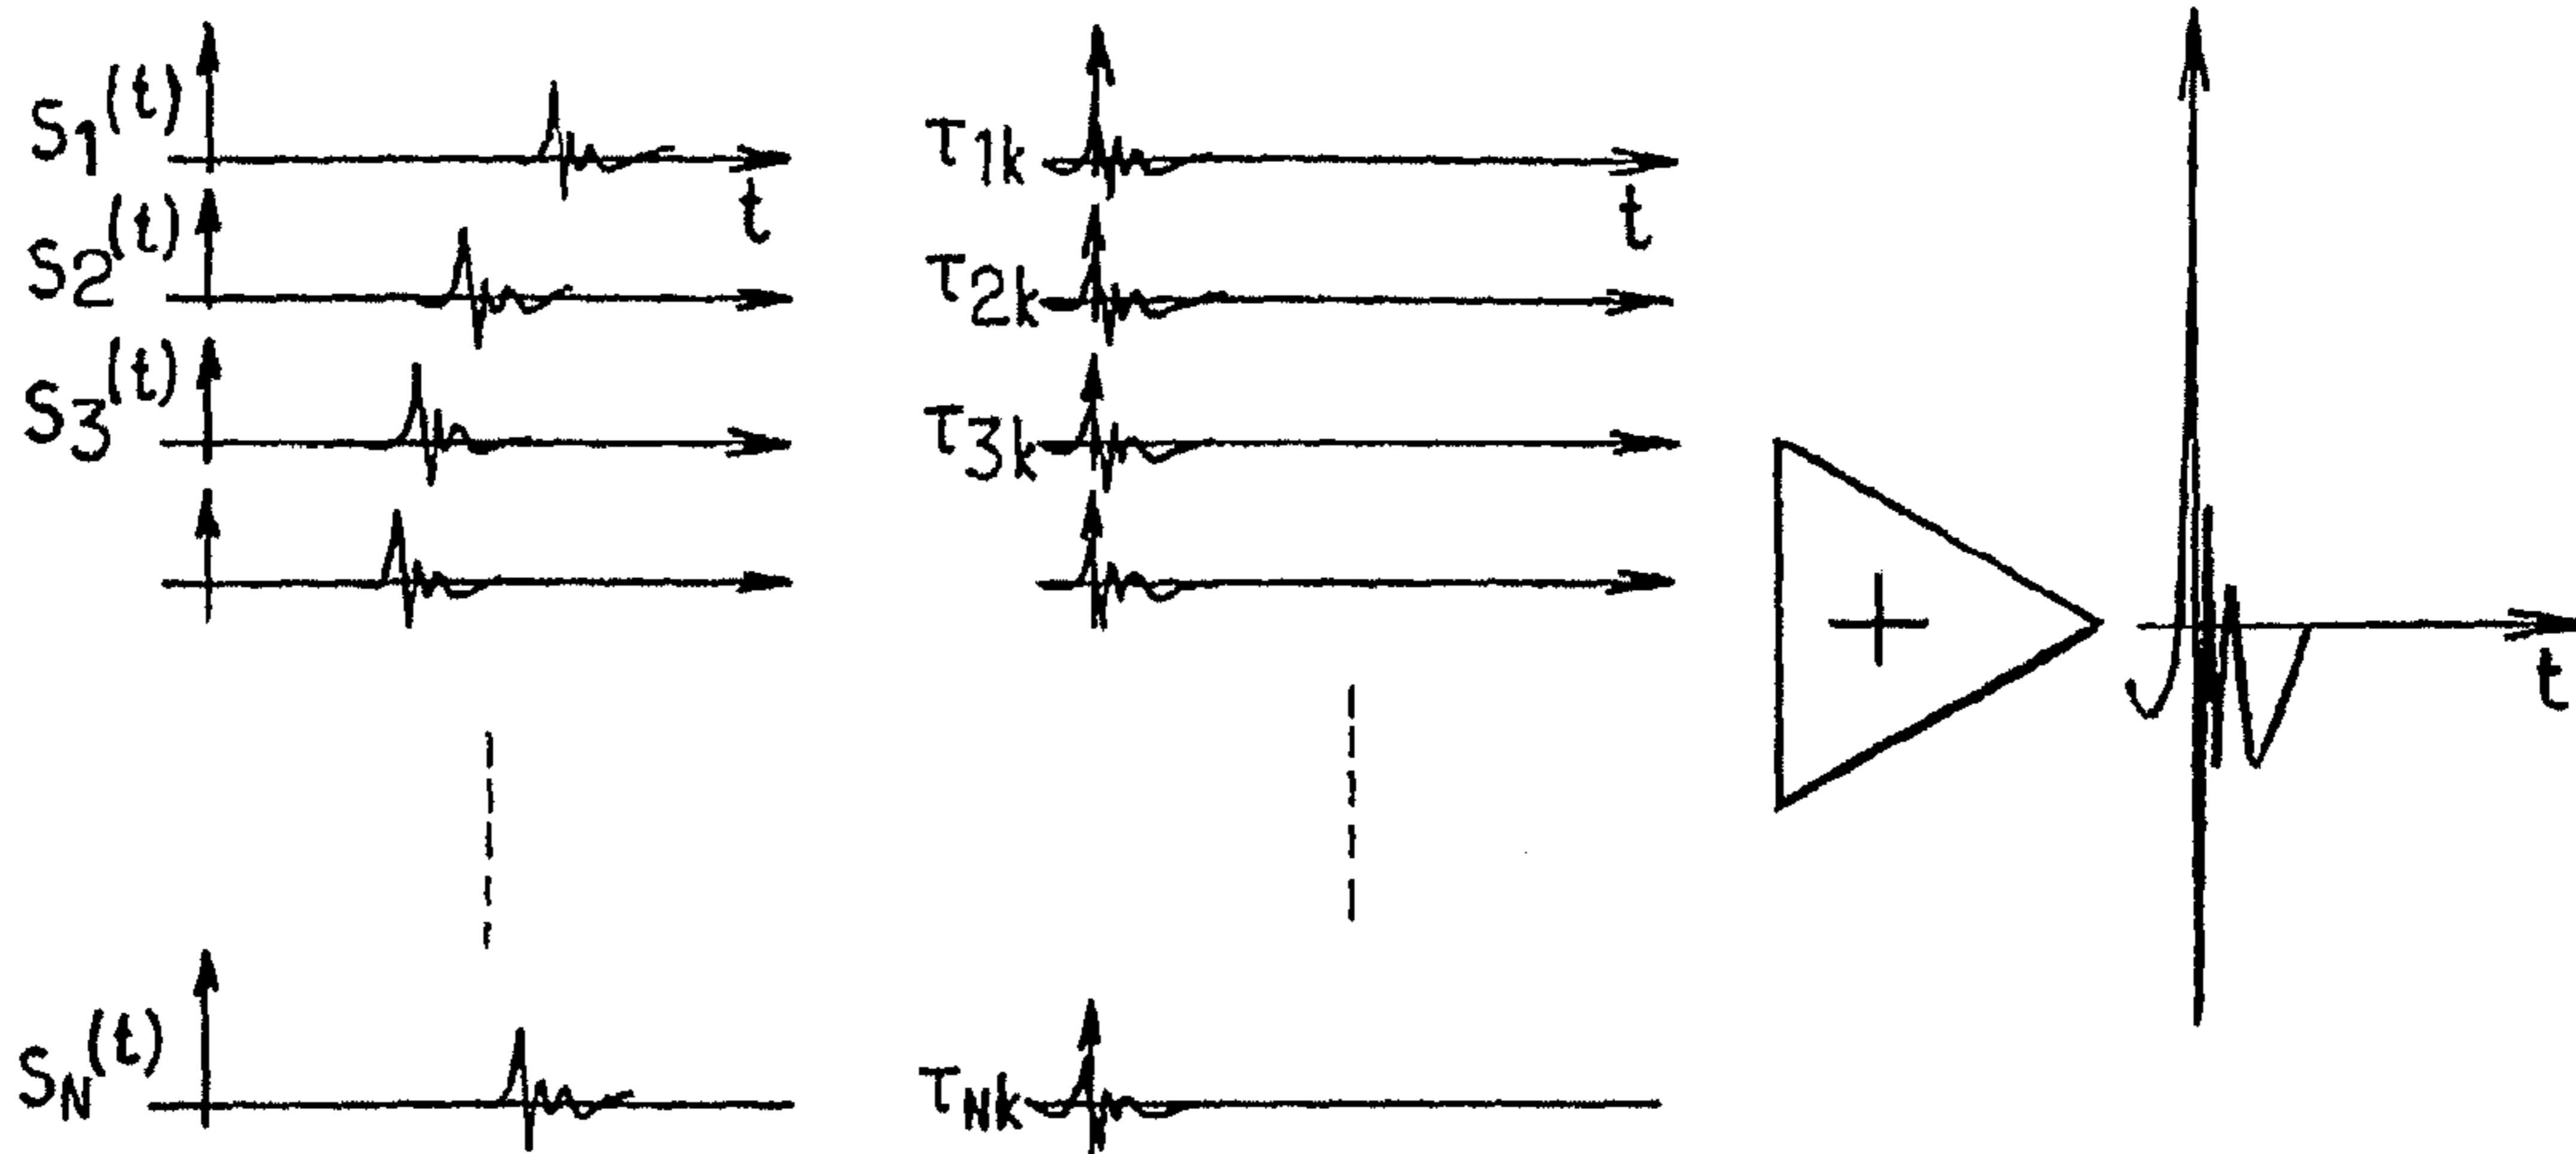 S1(t)
t
S2(t)
S3(t)
SN(t)
τ1k
t
τ2k
τ3k
τNk
+
t